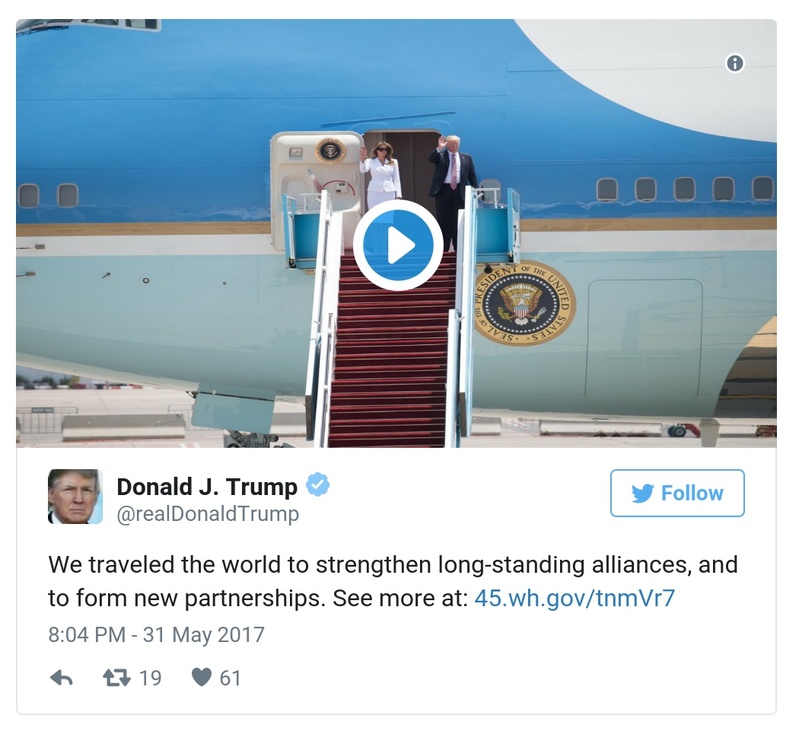 SEAL OF THE PRESIDENT OF THE UNITED STATES
Donald J. Trump
@realDonaldTrump
Follow
We traveled the world to strengthen long-standing alliances, and
to form new partnerships. See more at: 45.wh.gov/tnmVr7
8:04 PM - 31 May 2017
19
61